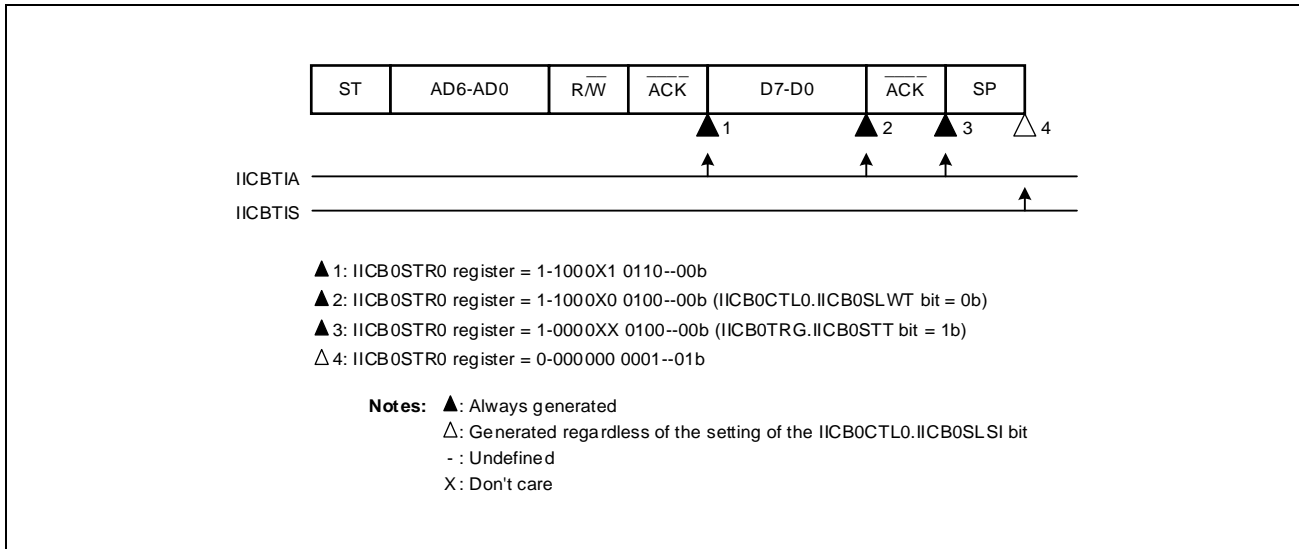 ST AD6-AD0 R/W ACK D7-D0 ACK SP
1 2 3 4
IICBTIA
IICBTIS
▲1: IICB0STR0 register = 1-1000X1 0110--00b
▲2: IICB0STR0 register = 1-1000X0 0100--00b (IICB0CTL0.IICB0SLWT bit = 0b)
▲3: IICB0STR0 register = 1-0000XX 0100--00b (IICB0TRG.IICB0STT bit = 1b)
△4: IICB0STR0 register = 0-000000 0001--01b
Notes: ▲: Always generated
△: Generated regardless of the setting of the IICB0CTL0.IICB0SLSI bit
- : Undefined
X: Don't care